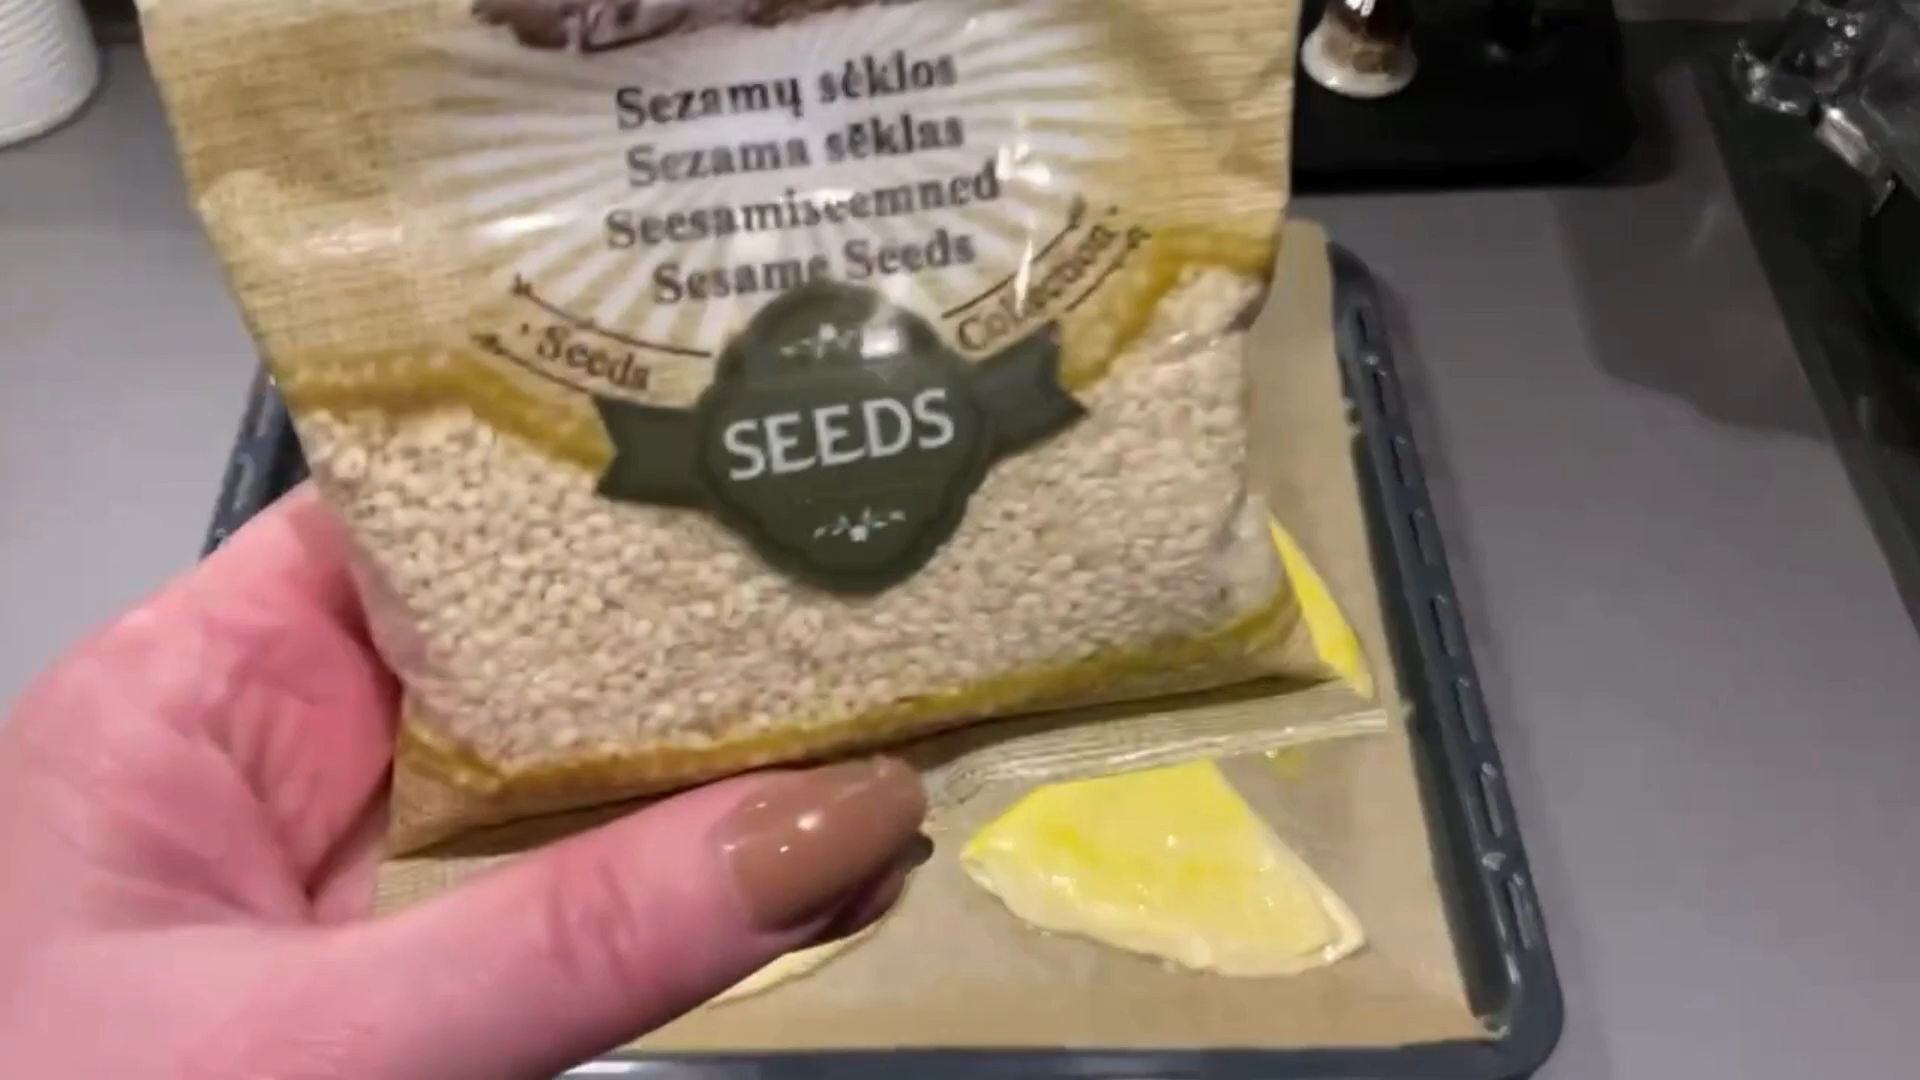 Sezamų sėklos
Sezama sēklas
Seesamiseemned
Sesame Seeds
· Seeds
Collection ·
SEEDS